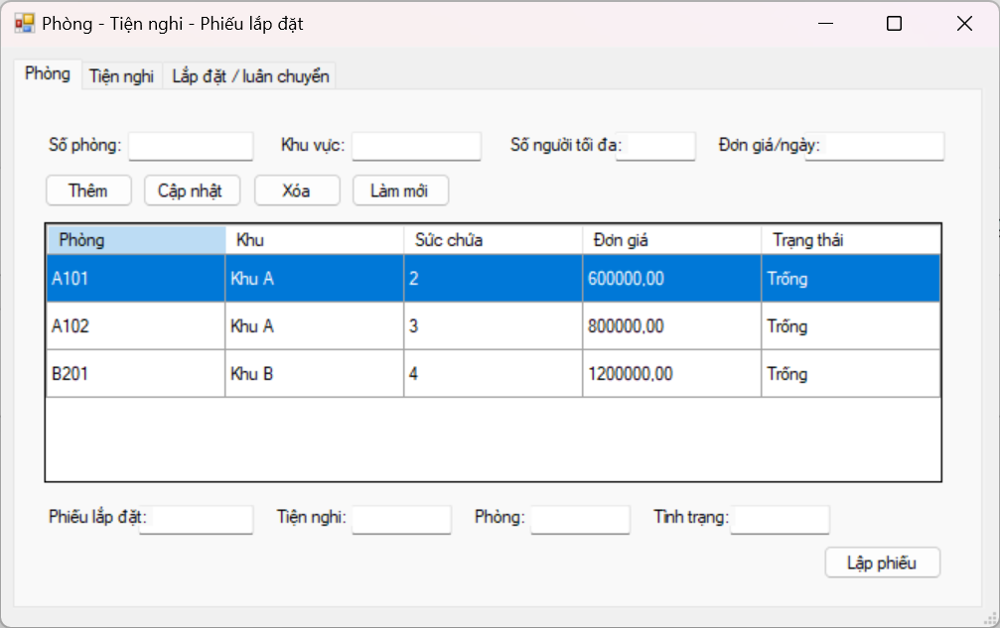 Phòng - Tiện nghi - Phiếu lắp đặt
Phòng Tiện nghi Lắp đặt / luân chuyển
Số phòng: Khu vực: Số người tối đa: Đơn giá/ngày:
Thêm Cập nhật Xóa Làm mới
Phòng Khu Sức chứa Đơn giá Trạng thái
A101 Khu A 2 600000,00 Trống
A102 Khu A 3 800000,00 Trống
B201 Khu B 4 1200000,00 Trống
Phiếu lắp đặt: Tiện nghi: Phòng: Tình trạng:
Lập phiếu